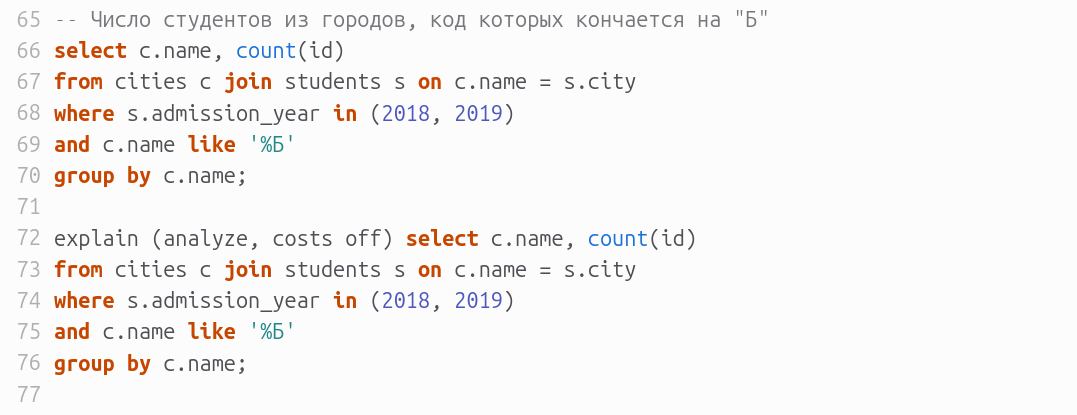 65 -- Число студентов из городов, код которых кончается на "Б"
66 select c.name, count(id)
67 from cities c join students s on c.name = s.city
68 where s.admission_year in (2018, 2019)
69 and c.name like '%Б'
70 group by c.name;
71
72 explain (analyze, costs off) select c.name, count(id)
73 from cities c join students s on c.name = s.city
74 where s.admission_year in (2018, 2019)
75 and c.name like '%Б'
76 group by c.name;
77